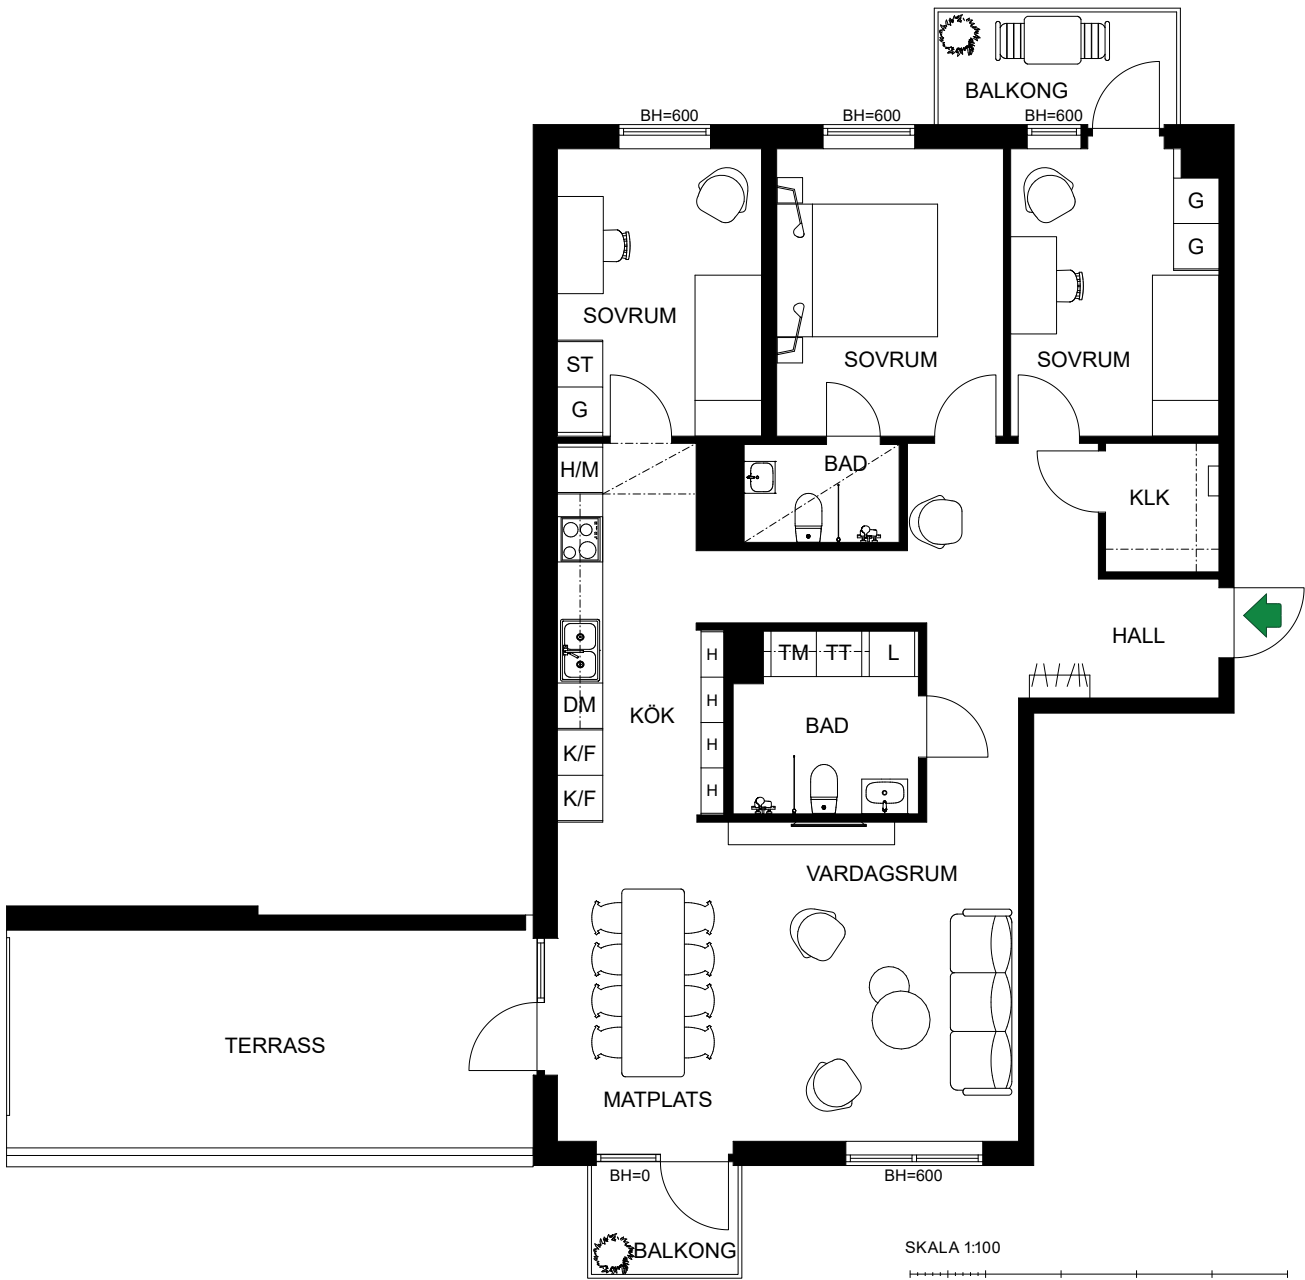 BALKONG
BH=600
BH=600
BH=600
G
G
SOVRUM
SOVRUM
SOVRUM
ST
G
H/M
BAD
KLK
HALL
H
TM
TT
L
H
DM
KÖK
BAD
H
K/F
H
K/F
VARDAGSRUM
TERRASS
MATPLATS
BH=0
BH=600
BALKONG
SKALA 1:100